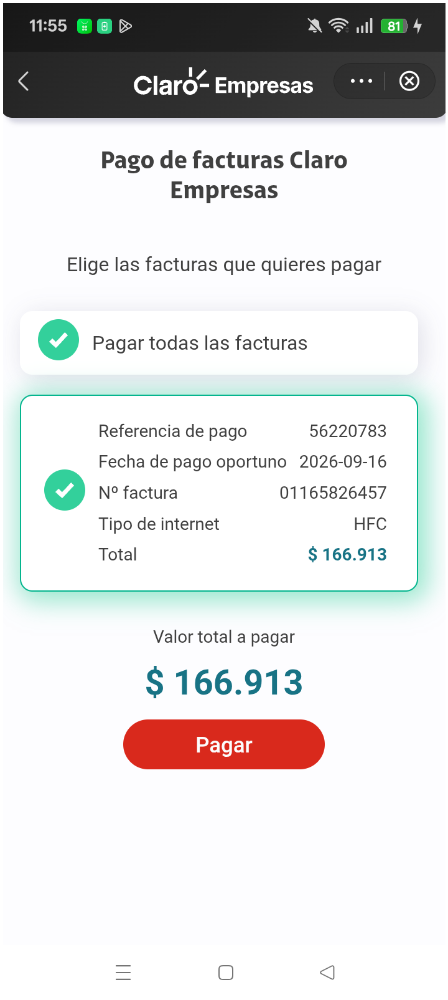 11:55
81
Claro Empresas
Pago de facturas Claro
Empresas
Elige las facturas que quieres pagar
Pagar todas las facturas
Referencia de pago 56220783
Fecha de pago oportuno 2026-09-16
Nº factura 01165826457
Tipo de internet HFC
Total $ 166.913
Valor total a pagar
$ 166.913
Pagar